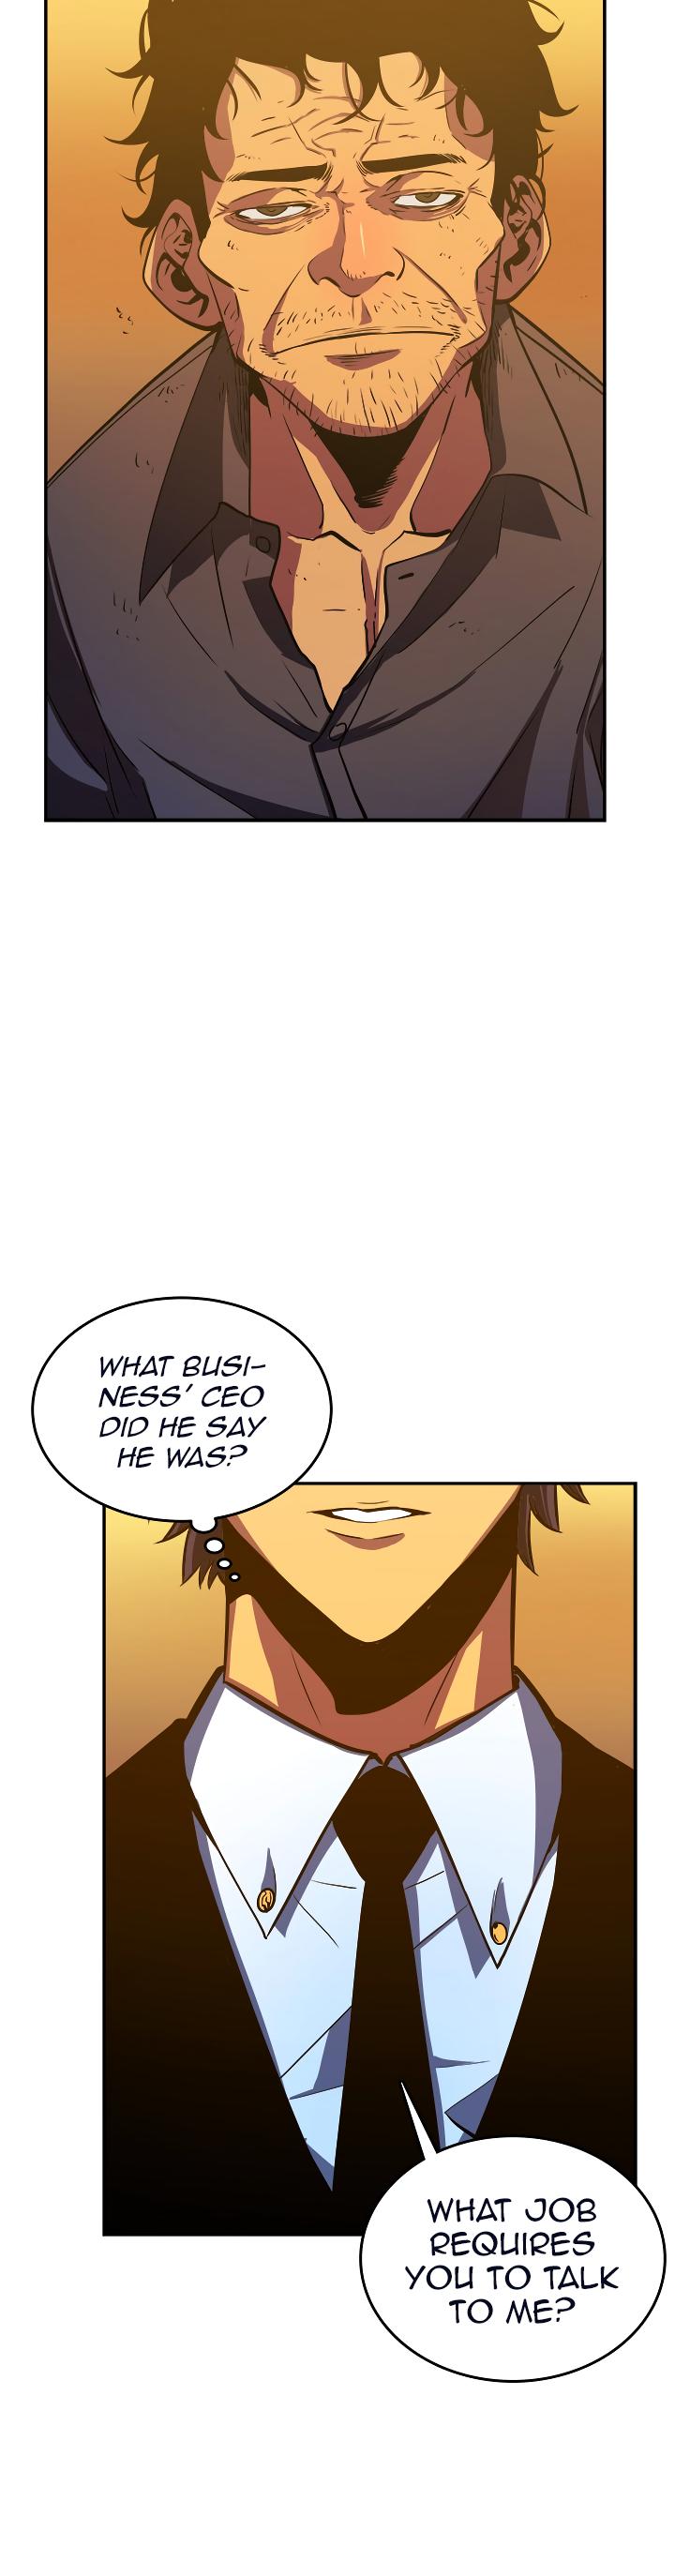 WHAT BUSI-
NESS' CEO
DID HE SAY
HE WAS?
WHAT JOB
REQUIRES
YOU TO TALK
TO ME?